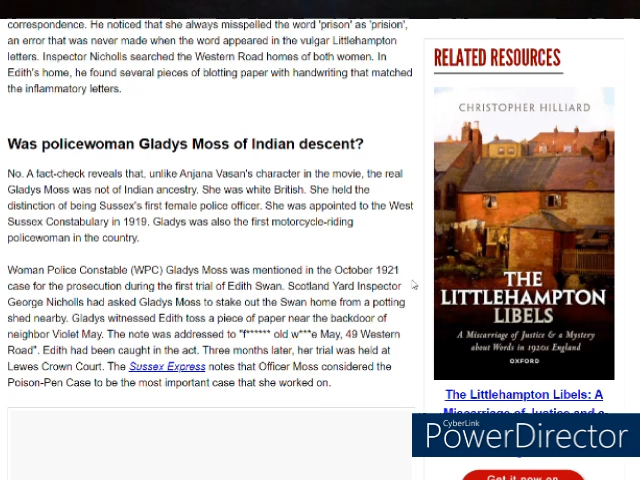 correspondence. He noticed that she always misspelled the word 'prison' as 'prision',
an error that was never made when the word appeared in the vulgar Littlehampton
letters. Inspector Nicholls searched the Western Road homes of both women. In
Edith's home, he found several pieces of blotting paper with handwriting that matched
the inflammatory letters.
Was policewoman Gladys Moss of Indian descent?
No. A fact-check reveals that, unlike Anjana Vasan's character in the movie, the real
Gladys Moss was not of Indian ancestry. She was white British. She held the
distinction of being Sussex's first female police officer. She was appointed to the West
Sussex Constabulary in 1919. Gladys was also the first motorcycle-riding
policewoman in the country.
Woman Police Constable (WPC) Gladys Moss was mentioned in the October 1921
case for the prosecution during the first trial of Edith Swan. Scotland Yard Inspector
George Nicholls had asked Gladys Moss to stake out the Swan home from a potting
shed nearby. Gladys witnessed Edith toss a piece of paper near the backdoor of
neighbor Violet May. The note was addressed to "f****** old w***e May, 49 Western
Road". Edith had been caught in the act. Three months later, her trial was held at
Lewes Crown Court. The Sussex Express notes that Officer Moss considered the
Poison-Pen Case to be the most important case that she worked on.
RELATED RESOURCES
CHRISTOPHER HILLIARD
THE
LITTLEHAMPTON
LIBELS
A Miscarriage of Justice & a Mystery
about Words in 1920s England
OXFORD
The Littlehampton Libels: A
Miscarriage of Justice and a
CyberLink
PowerDirector
Get it now on